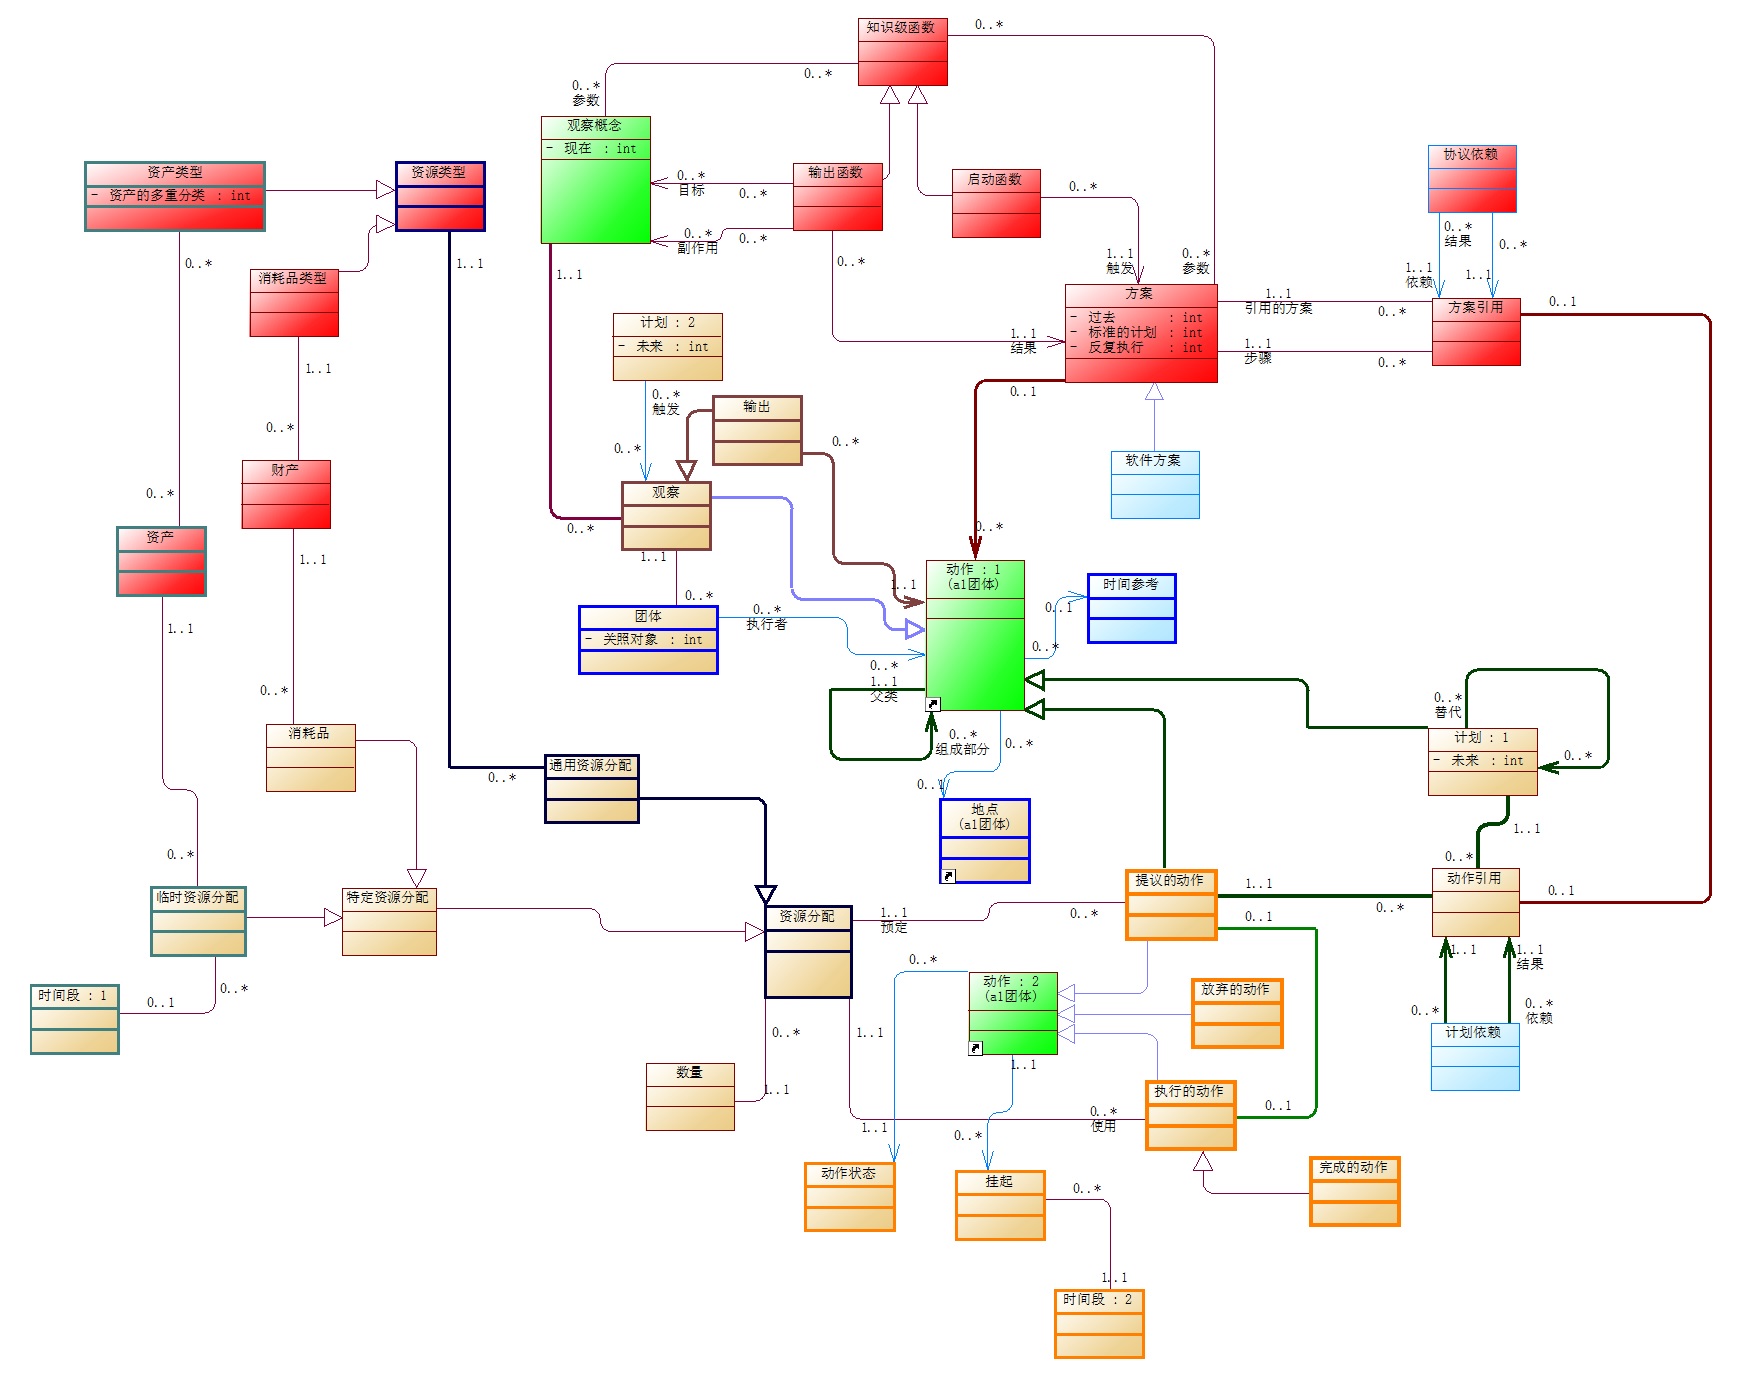 知识级函数
0..*
0..*
0..*
参数
观察概念
- 现在 : int
资产类型
- 资产的多重分类 : int
资源类型
输出函数
启动函数
协议依赖
0..*
目标
0..*
0..*
0..*
副作用
0..*
0..*
结果
0..*
0..*
1..1
1..1
0..*
1..1
触发
0..*
参数
1..1
依赖
1..1
消耗品类型
方案
- 过去 : int
- 标准的计划 : int
- 反复执行 : int
1..1
引用的方案
0..*
方案引用
0..1
计划 : 2
- 未来 : int
1..1
结果
1..1
步骤
0..*
1..1
0..*
触发
输出
0..1
0..*
0..*
0..*
财产
软件方案
0..*
观察
0..*
0..*
资产
1..1
1..1
动作 : 1
(al团体)
1..1
时间参考
0..*
0..*
执行者
0..1
团体
- 关照对象 : int
1..1
0..*
0..*
1..1
父类
0..*
0..*
替代
消耗品
0..*
组成部分
0..*
计划 : 1
- 未来 : int
0..*
通用资源分配
0..*
0..1
地点
(al团体)
1..1
0..*
0..*
临时资源分配
特定资源分配
资源分配
1..1
预定
0..*
提议的动作
1..1
0..*
动作引用
0..1
0..1
时间段 : 1
0..1
0..*
0..*
动作 : 2
(al团体)
放弃的动作
1..1
1..1
结果
0..*
0..*
依赖
0..*
1..1
计划依赖
数量
1..1
1..1
执行的动作
0..1
1..1
0..*
0..*
使用
动作状态
挂起
0..*
完成的动作
1..1
时间段 : 2